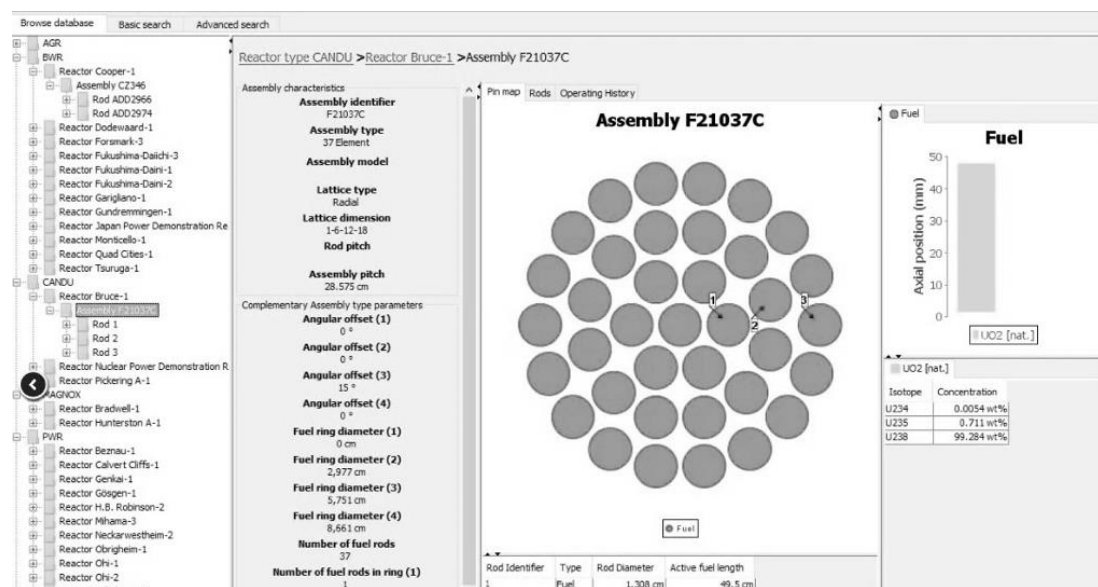 Browse database
Basic search
Advanced search
AGR
BWR
Reactor Cooper-1
Assembly CZ346
Rod ADD2966
Rod ADD2974
Reactor Dodewaard-1
Reactor Forsmark-3
Reactor Fukushima-Daiichi-3
Reactor Fukushima-Daini-1
Reactor Fukushima-Daini-2
Reactor Garigliano-1
Reactor Gundremmingen-1
Reactor Japan Power Demonstration Re
Reactor Monticello-1
Reactor Quad Cities-1
Reactor Tsuruga-1
CANDU
Reactor Bruce-1
Assembly F21037C
Rod 1
Rod 2
Rod 3
Reactor Nuclear Power Demonstration R
Reactor Pickering A-1
MAGNOX
Reactor Bradwell-1
Reactor Hunterston A-1
PWR
Reactor Beznau-1
Reactor Calvert Cliffs-1
Reactor Genkai-1
Reactor Gösgen-1
Reactor H.B. Robinson-2
Reactor Mihama-3
Reactor Neckarwestheim-2
Reactor Obrigheim-1
Reactor Ohi-1
Reactor Ohi-2
Reactor type CANDU >Reactor Bruce-1 >Assembly F21037C
Assembly characteristics
Assembly identifier
F21037C
Assembly type
37 Element
Assembly model
Lattice type
Radial
Lattice dimension
1-6-12-18
Rod pitch
Assembly pitch
28.575 cm
Complementary Assembly type parameters
Angular offset (1)
0 °
Angular offset (2)
0 °
Angular offset (3)
15 °
Angular offset (4)
0 °
Fuel ring diameter (1)
0 cm
Fuel ring diameter (2)
2,977 cm
Fuel ring diameter (3)
5,751 cm
Fuel ring diameter (4)
8,661 cm
Number of fuel rods
37
Number of fuel rods in ring (1)
1
Pin map Rods Operating History
Assembly F21037C
1
2
3
Fuel
Rod Identifier Type Rod Diameter Active fuel length
1 Fuel 1.308 cm 49.5 cm
Fuel
Fuel
Axial position (mm)
50
40
30
20
10
0
UO2 [nat.]
UO2 [nat.]
Isotope Concentration
U234 0.0054 wt%
U235 0.711 wt%
U238 99.284 wt%